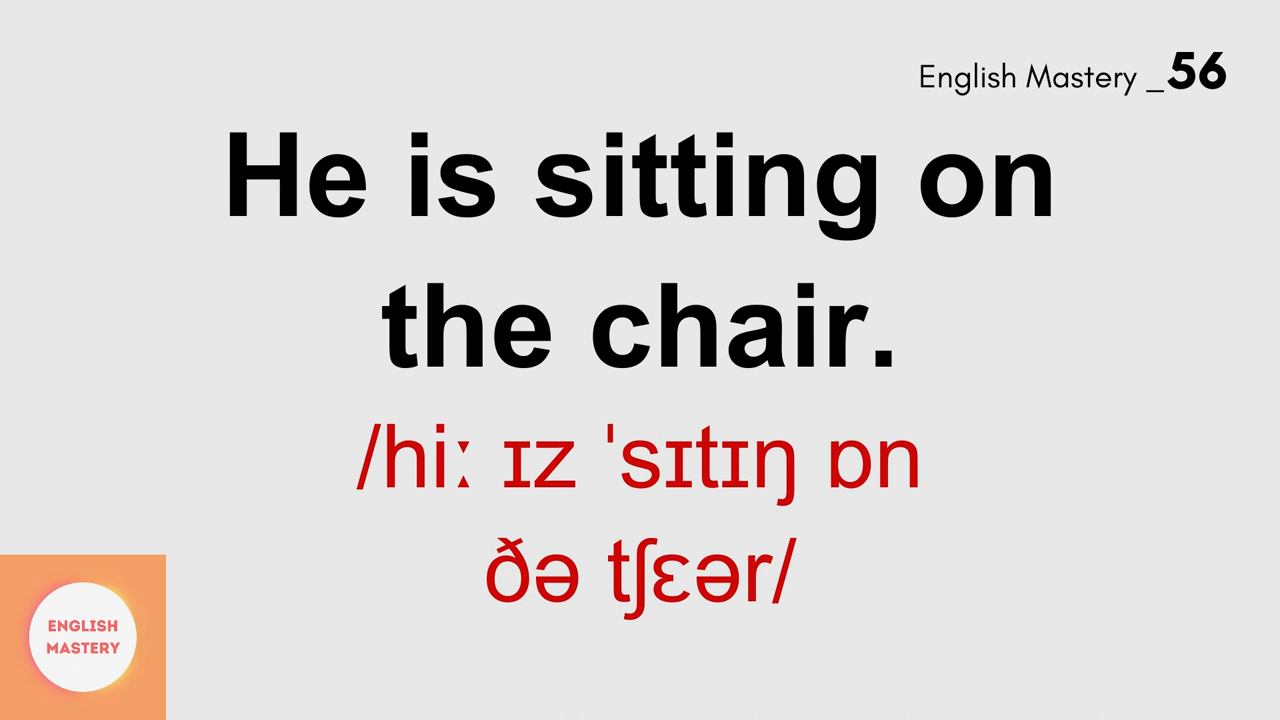 English Mastery _56
He is sitting on
the chair.
/hiː ɪz ˈsɪtɪŋ ɒn
ðə tʃɛər/
ENGLISH
MASTERY